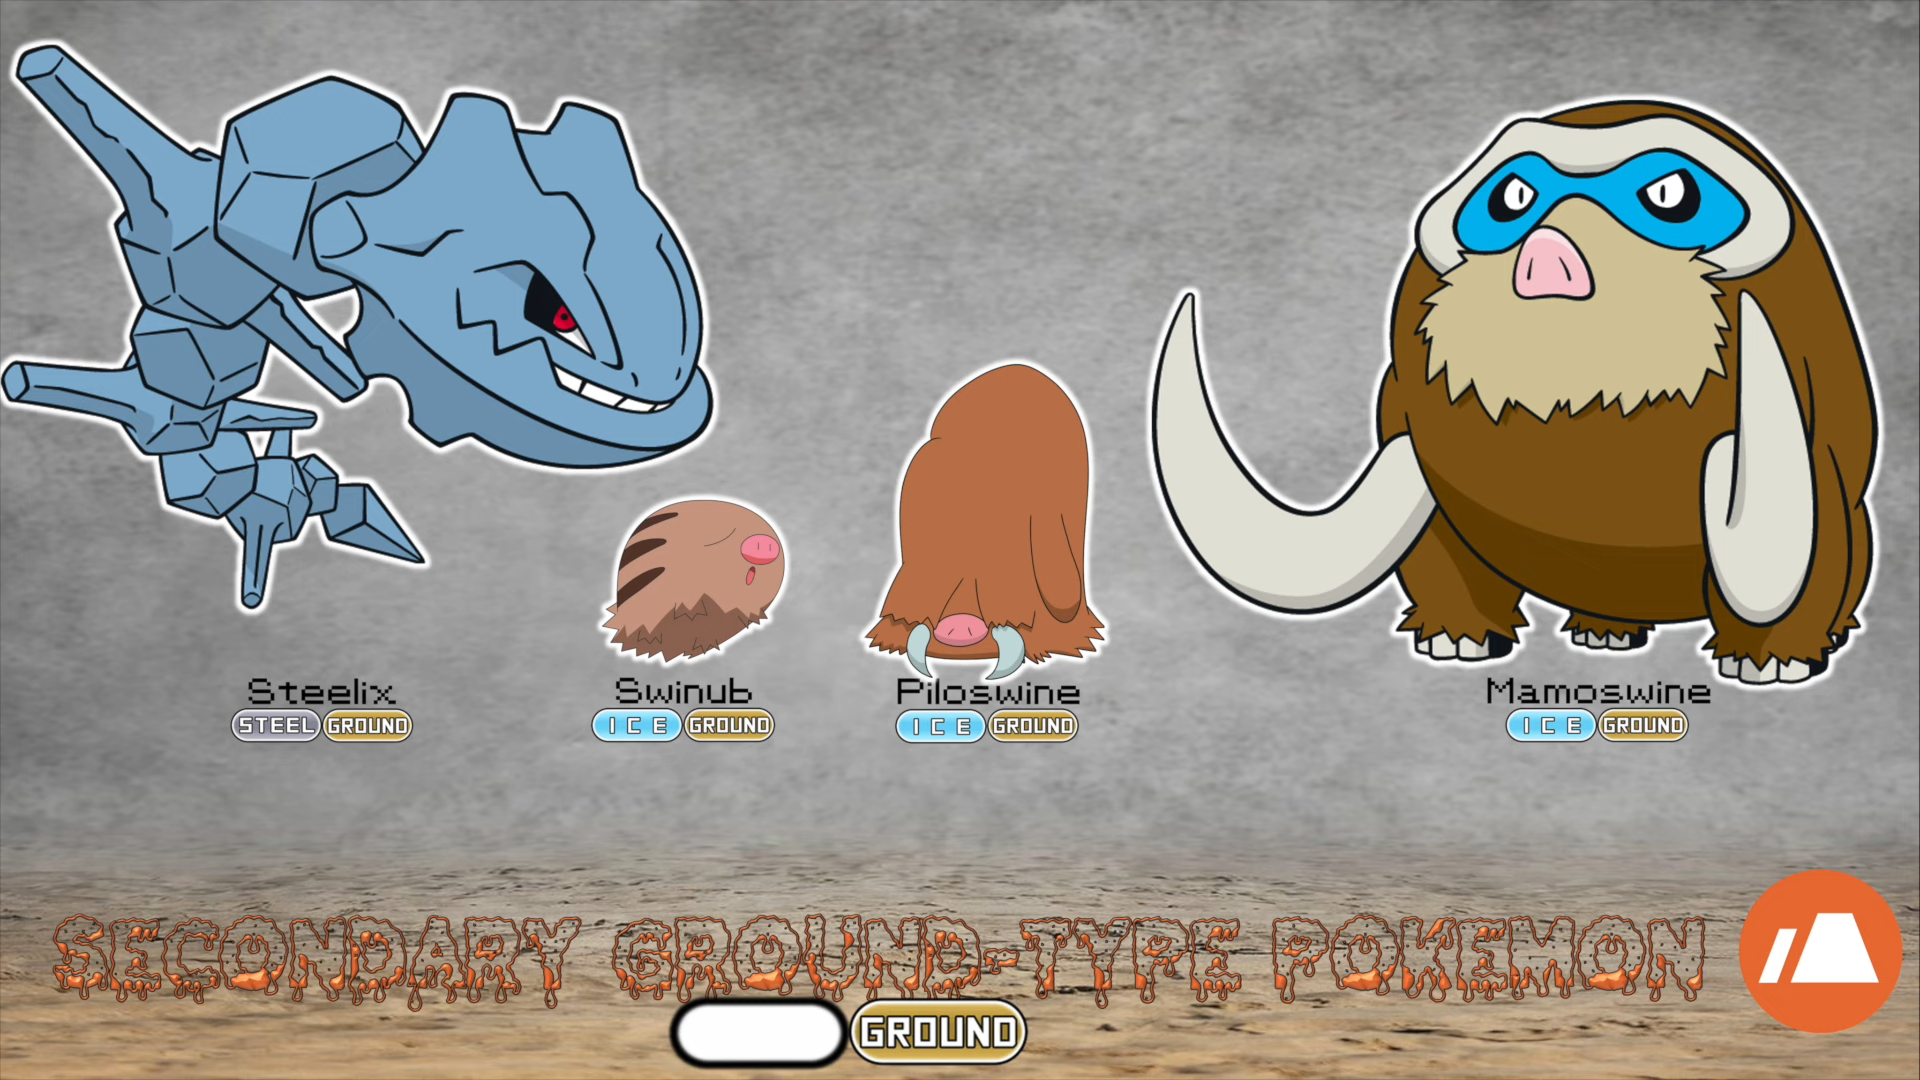 Steelix
STEEL GROUND
Swinub
ICE GROUND
Piloswine
ICE GROUND
Mamoswine
ICE GROUND
SECONDARY GROUND-TYPE POKEMON
GROUND